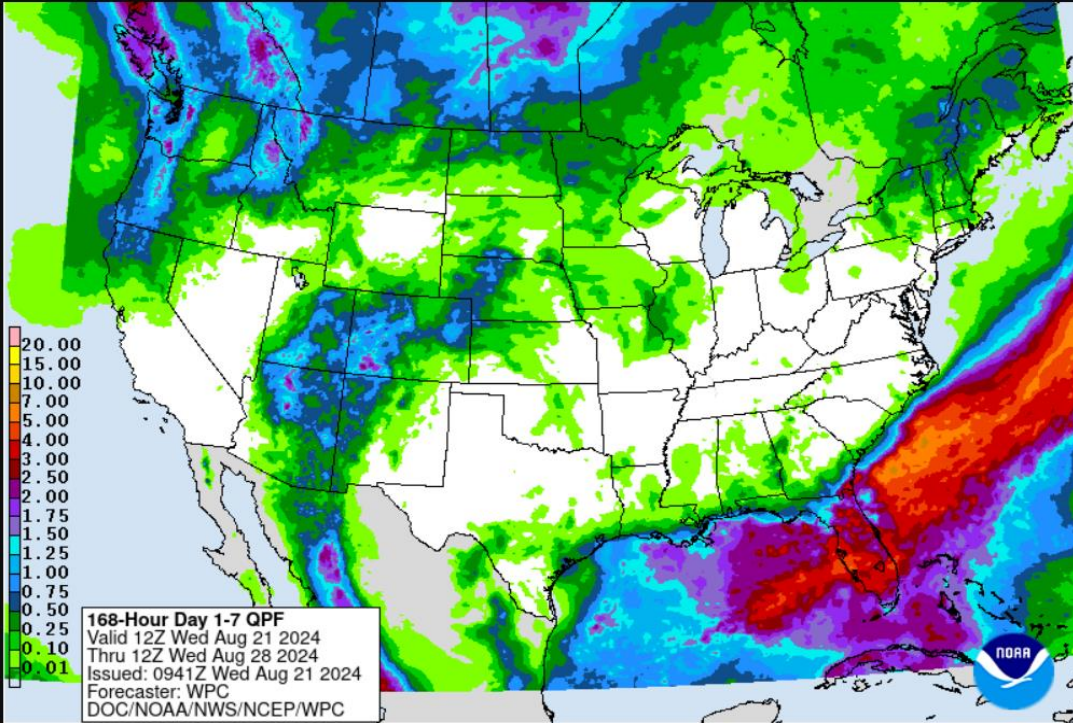 20.00
15.00
10.00
7.00
5.00
4.00
3.00
2.50
2.00
1.75
1.50
1.25
1.00
0.75
0.50
0.25
0.10
0.01
168-Hour Day 1-7 QPF
Valid 12Z Wed Aug 21 2024
Thru 12Z Wed Aug 28 2024
Issued: 0941Z Wed Aug 21 2024
Forecaster: WPC
DOC/NOAA/NWS/NCEP/WPC
NOAA